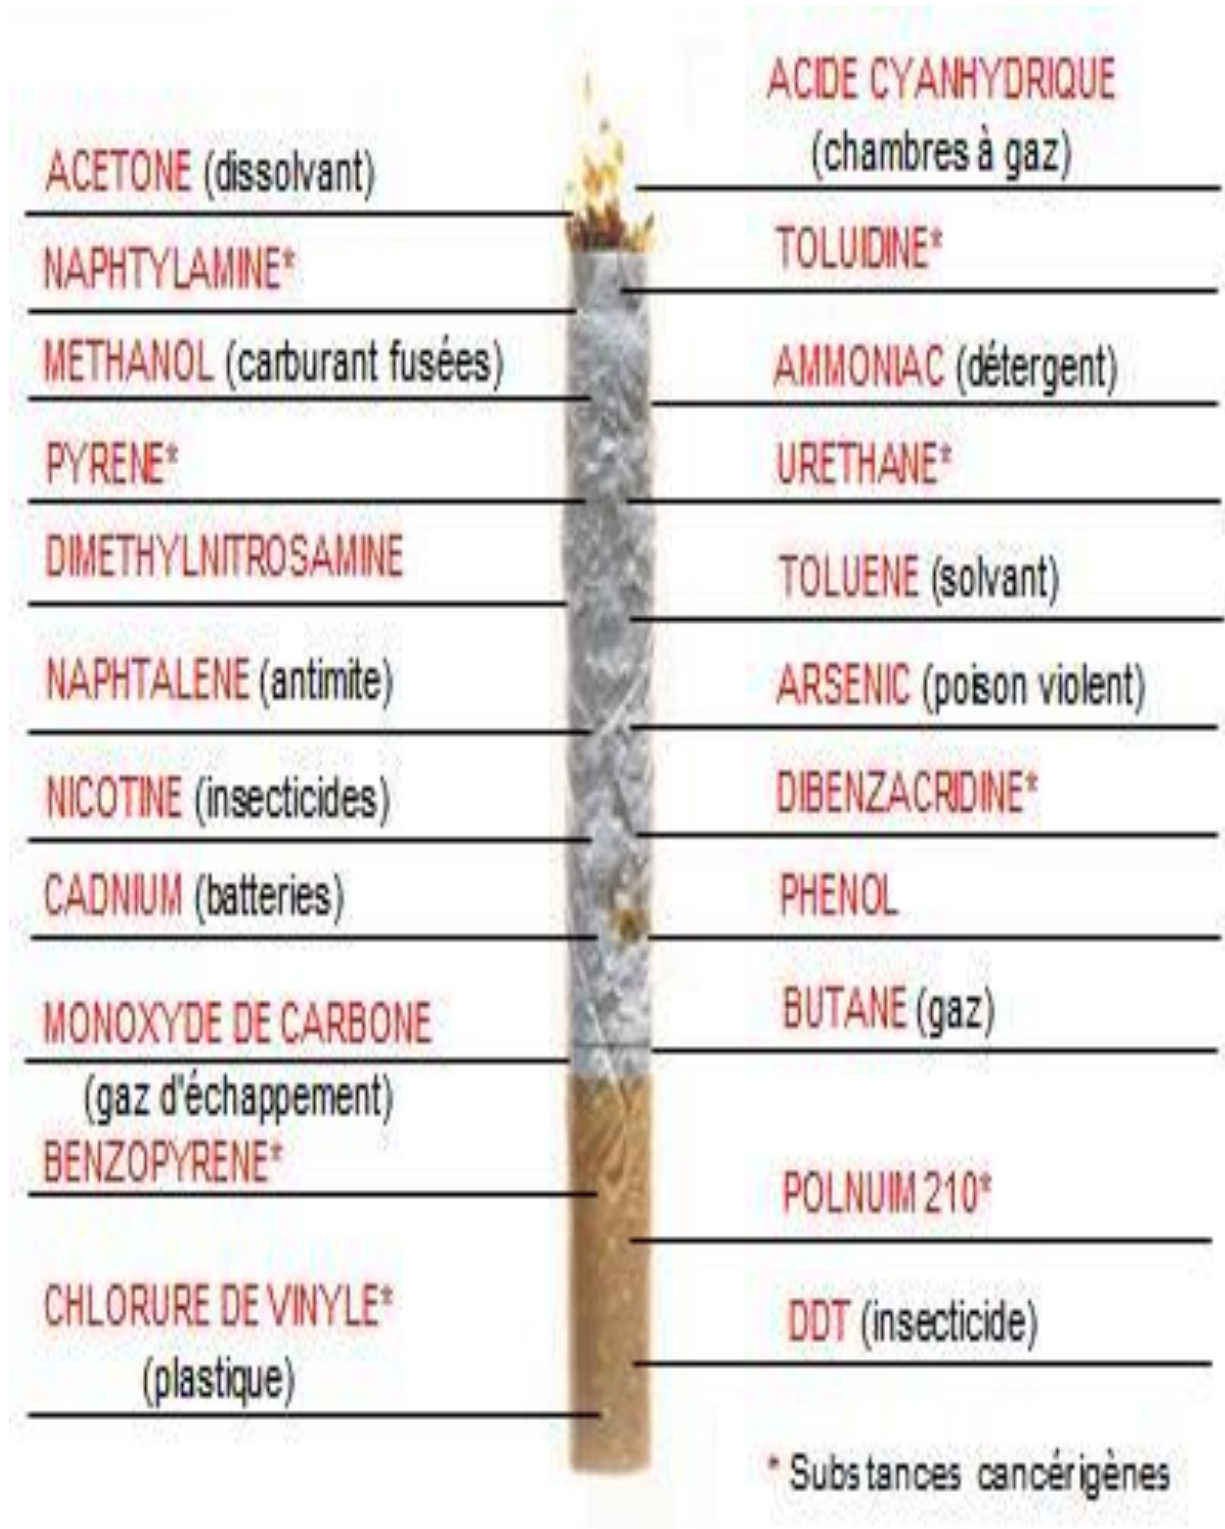 ACETONE (dissolvant)
NAPHTYLAMINE*
METHANOL (carburant fusées)
PYRENE*
DIMETHYLNITROSAMINE
NAPHTALENE (antimite)
NICOTINE (insecticides)
CADNIUM (batteries)
MONOXYDE DE CARBONE
(gaz d'échappement)
BENZOPYRENE*
CHLORURE DE VINYLE*
(plastique)
ACIDE CYANHYDRIQUE
(chambres à gaz)
TOLUIDINE*
AMMONIAC (détergent)
URETHANE*
TOLUENE (solvant)
ARSENIC (poison violent)
DIBENZACRIDINE*
PHENOL
BUTANE (gaz)
POLNUIM 210*
DDT (insecticide)
* Substances cancérigènes